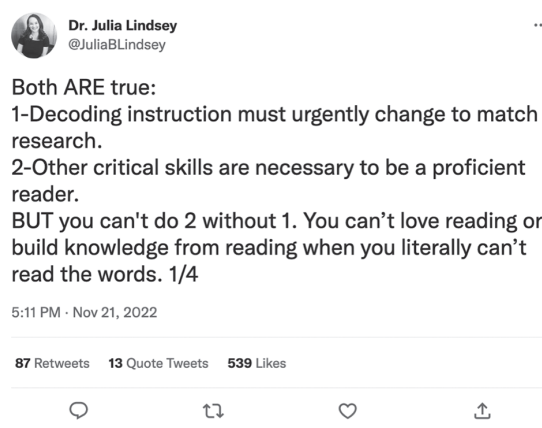 Dr. Julia Lindsey
@JuliaBLindsey
Both ARE true:
1-Decoding instruction must urgently change to match
research.
2-Other critical skills are necessary to be a proficient
reader.
BUT you can't do 2 without 1. You can’t love reading or
build knowledge from reading when you literally can’t
read the words. 1/4
5:11 PM · Nov 21, 2022
87 Retweets 13 Quote Tweets 539 Likes